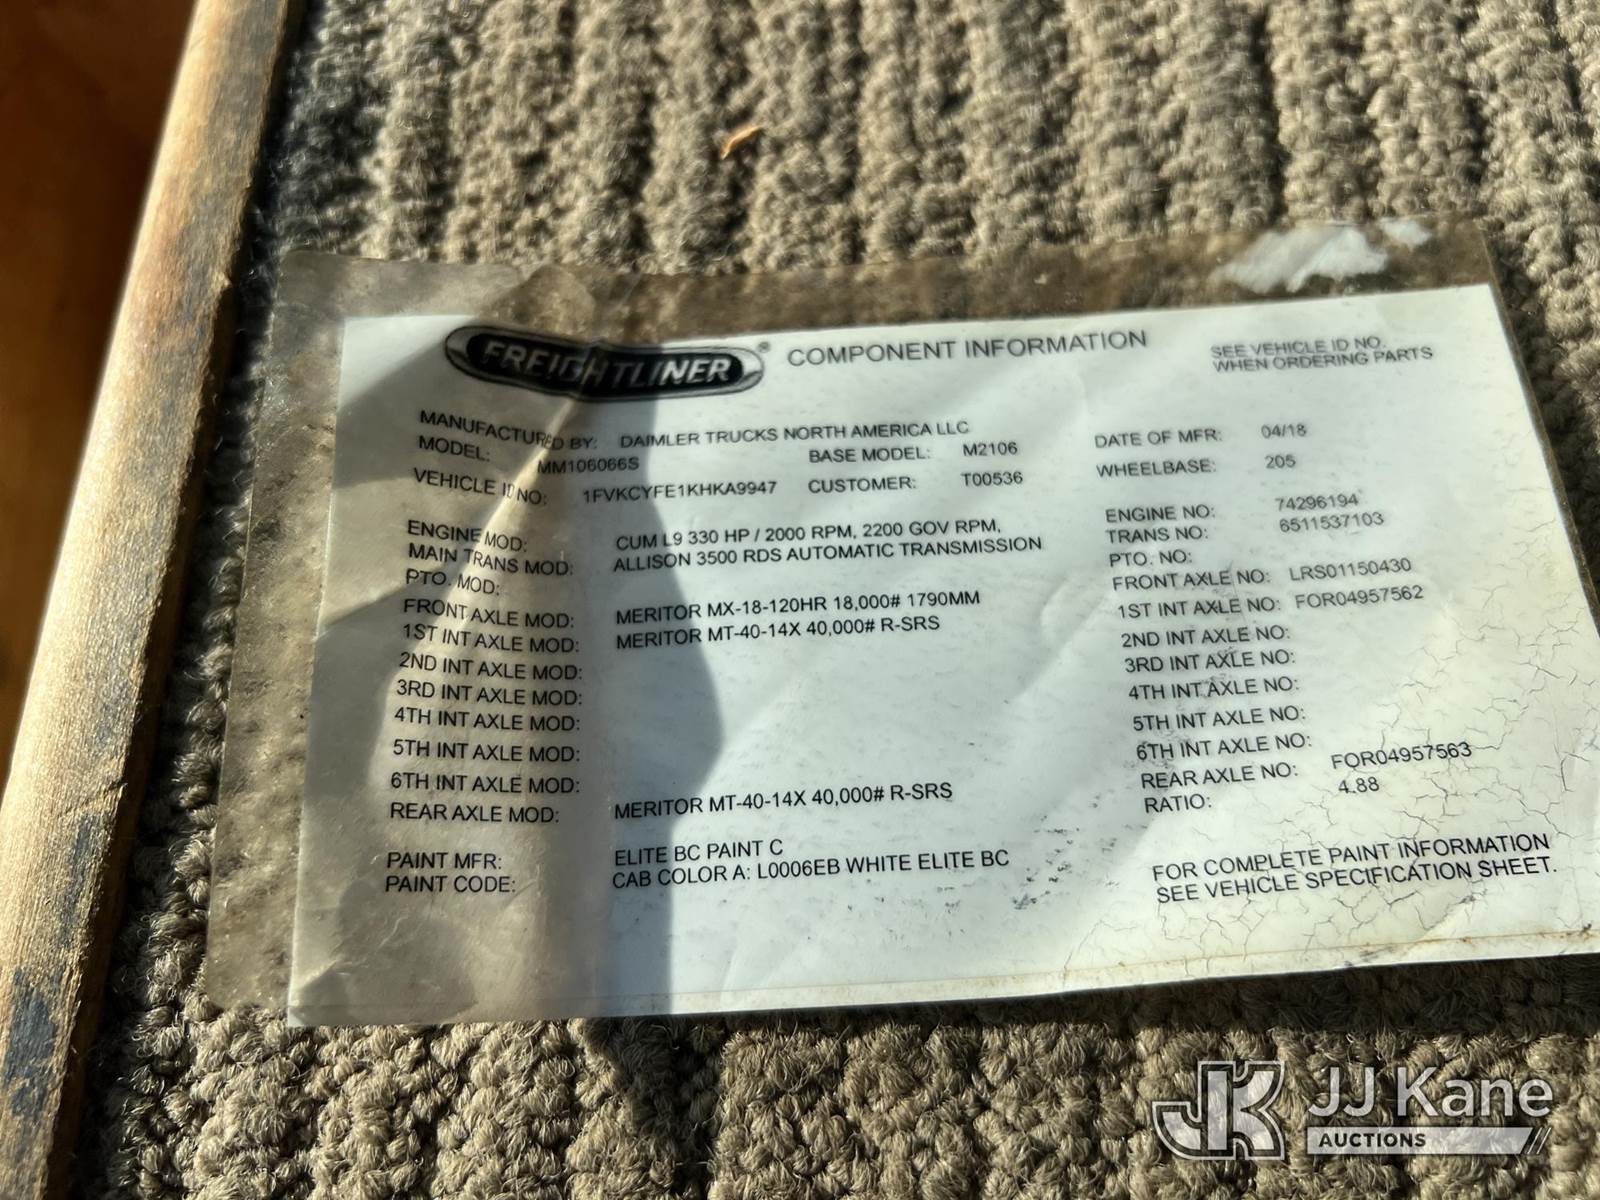 FREIGHTLINER® COMPONENT INFORMATION SEE VEHICLE ID NO.
WHEN ORDERING PARTS
MANUFACTURED BY: DAIMLER TRUCKS NORTH AMERICA LLC DATE OF MFR: 04/18
MODEL: MM106066S BASE MODEL: M2106 WHEELBASE: 205
VEHICLE ID NO: 1FVKCYFE1KHKA9947 CUSTOMER: T00536
ENGINE MOD: CUM L9 330 HP / 2000 RPM, 2200 GOV RPM, ENGINE NO: 74296194
MAIN TRANS MOD: ALLISON 3500 RDS AUTOMATIC TRANSMISSION TRANS NO: 6511537103
PTO. MOD: PTO. NO:
FRONT AXLE MOD: MERITOR MX-18-120HR 18,000# 1790MM FRONT AXLE NO: LRS01150430
1ST INT AXLE MOD: MERITOR MT-40-14X 40,000# R-SRS 1ST INT AXLE NO: FOR04957562
2ND INT AXLE MOD: 2ND INT AXLE NO:
3RD INT AXLE MOD: 3RD INT AXLE NO:
4TH INT AXLE MOD: 4TH INT AXLE NO:
5TH INT AXLE MOD: 5TH INT AXLE NO:
6TH INT AXLE MOD: 6TH INT AXLE NO:
REAR AXLE MOD: MERITOR MT-40-14X 40,000# R-SRS REAR AXLE NO: FOR04957563
RATIO: 4.88
PAINT MFR: ELITE BC PAINT C FOR COMPLETE PAINT INFORMATION
PAINT CODE: CAB COLOR A: L0006EB WHITE ELITE BC SEE VEHICLE SPECIFICATION SHEET.
JK JJ Kane
AUCTIONS